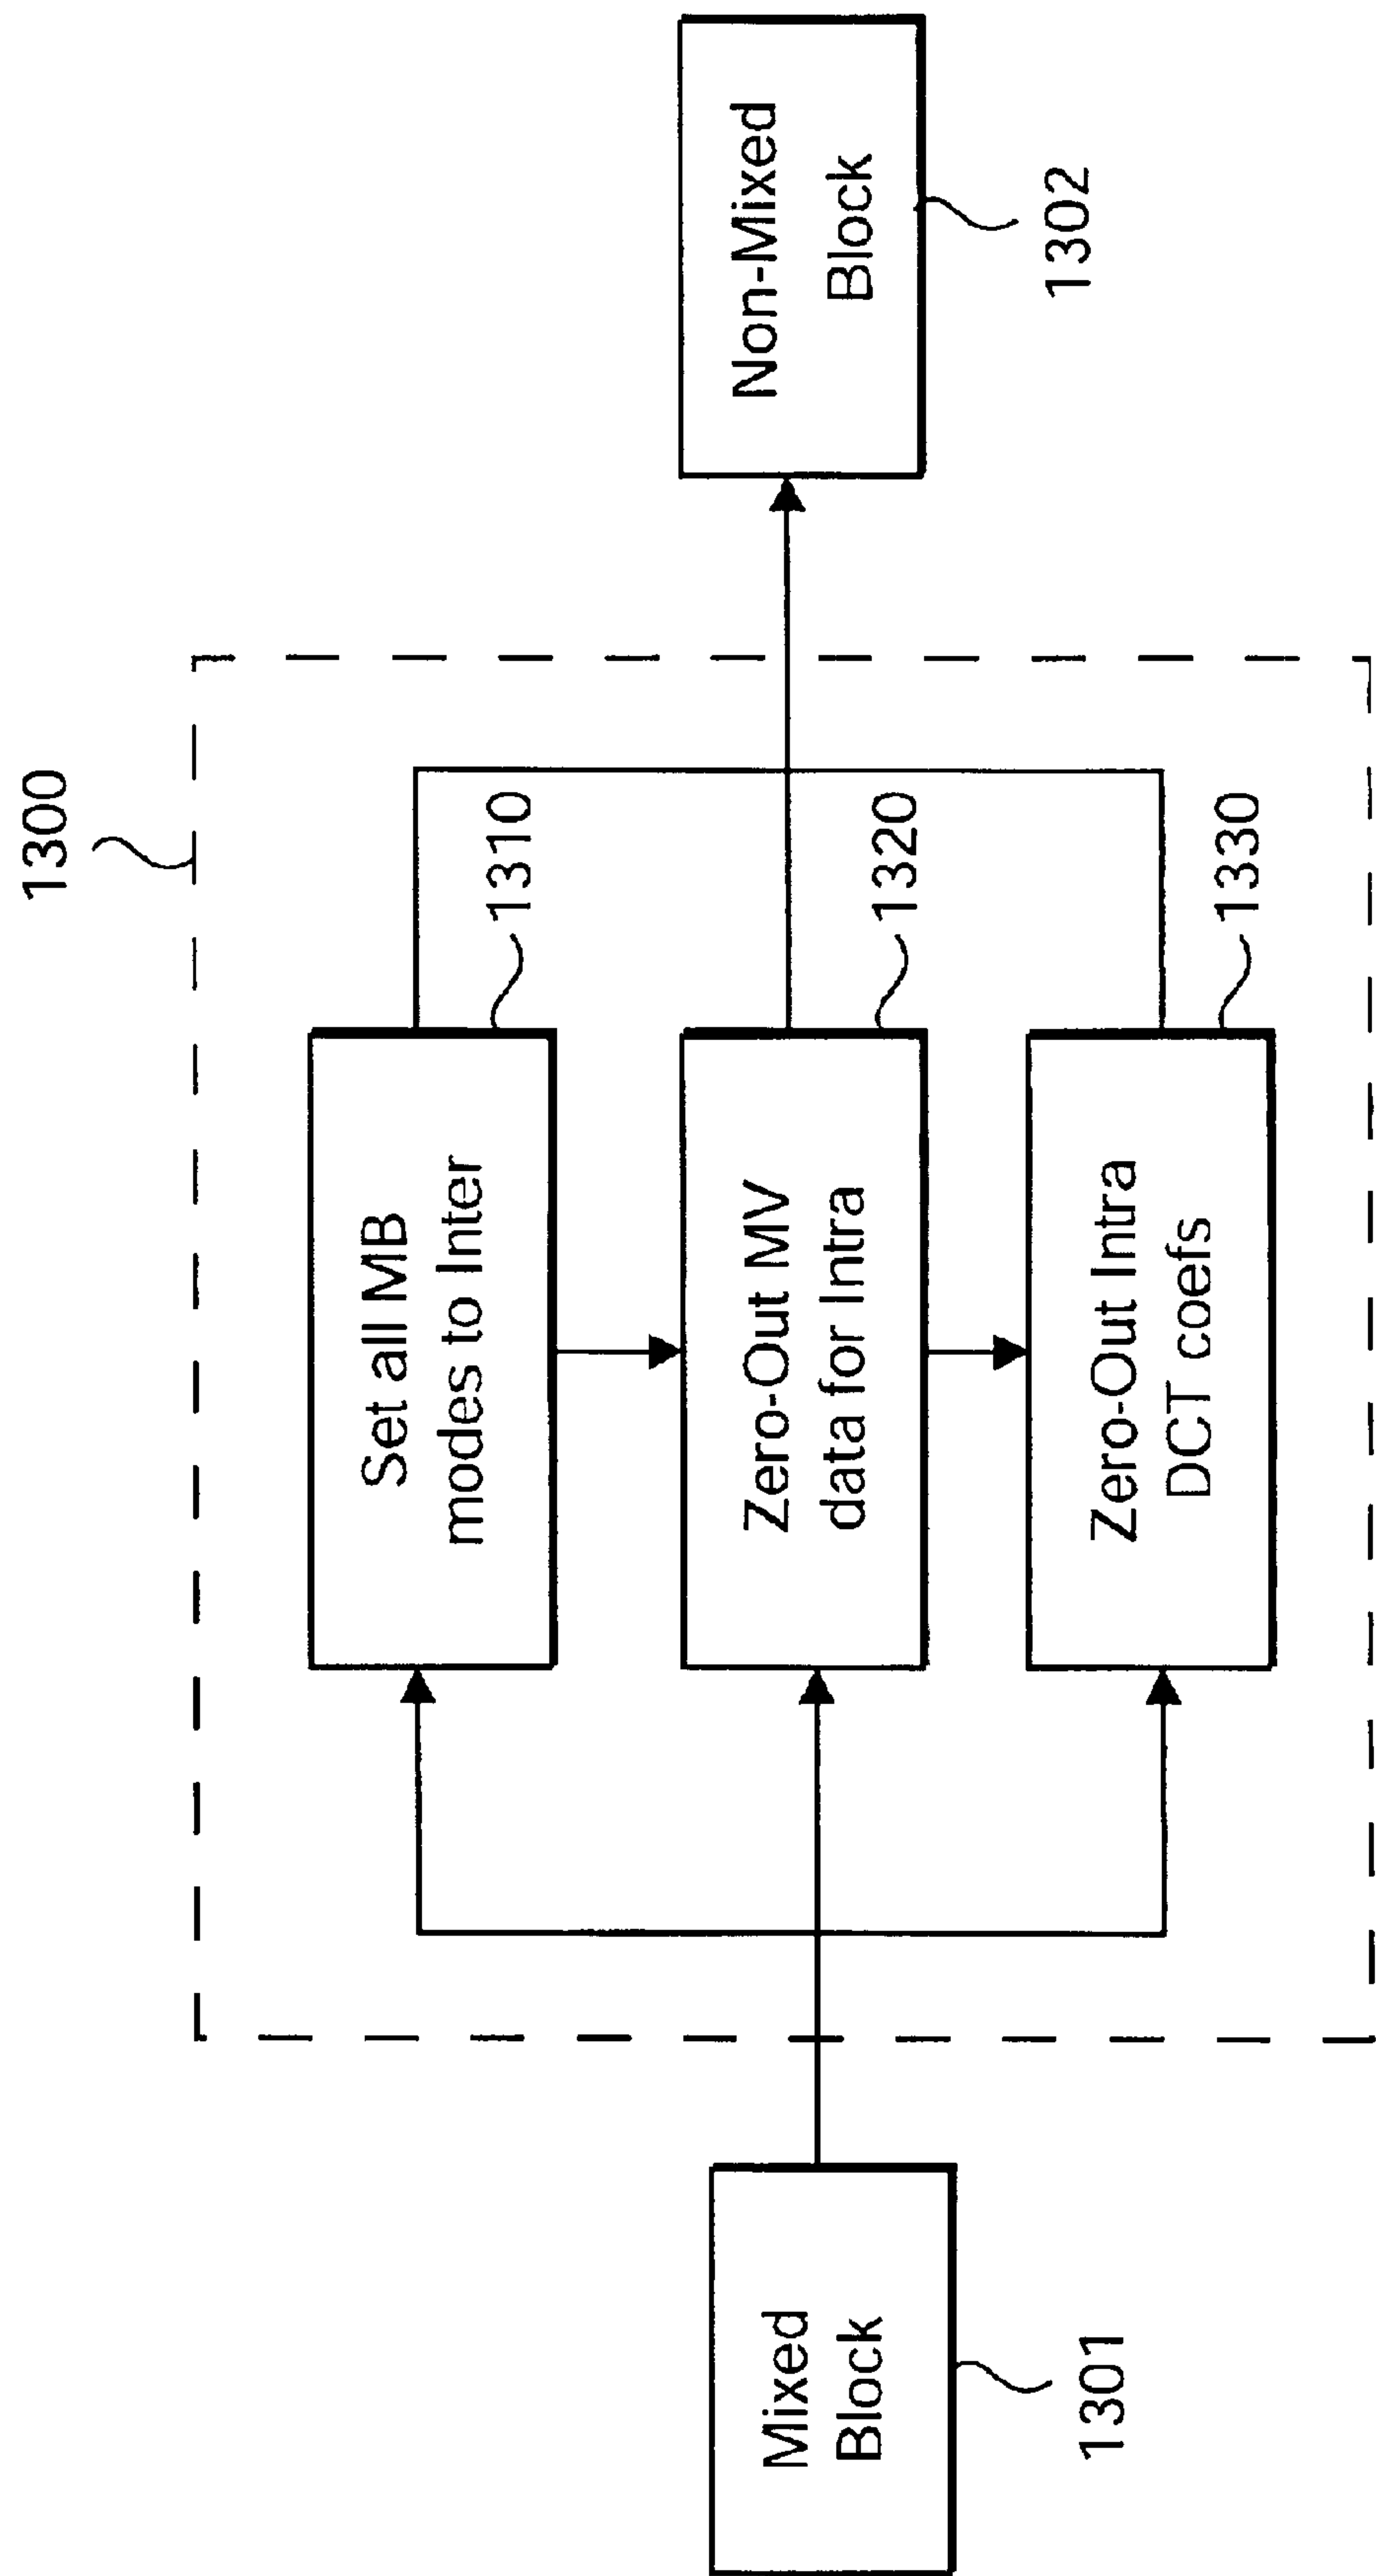 1300
Mixed
Block
1301
Set all MB
modes to Inter
1310
Zero-Out MV
data for Intra
1320
Zero-Out Intra
DCT coefs
1330
Non-Mixed
Block
1302